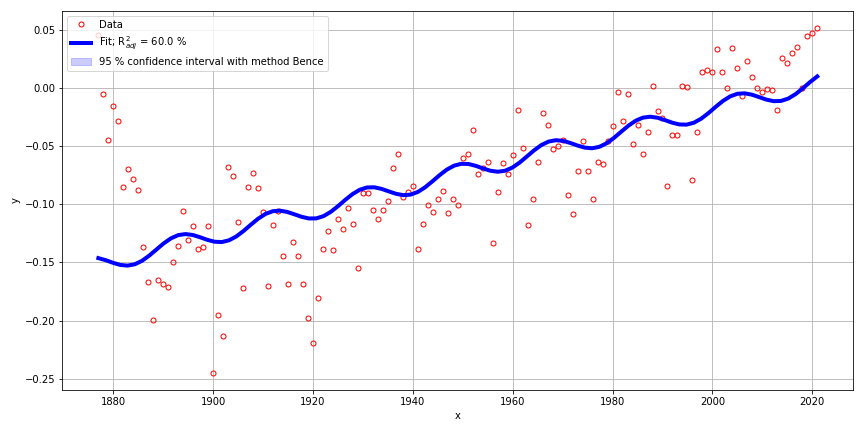 Data
Fit; R²adj = 60.0 %
95 % confidence interval with method Bence
0.05
0.00
−0.05
−0.10
−0.15
−0.20
−0.25
y
1880 1900 1920 1940 1960 1980 2000 2020
x